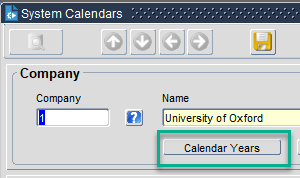 System Calendars
Company
Company Name
1 University of Oxford
Calendar Years